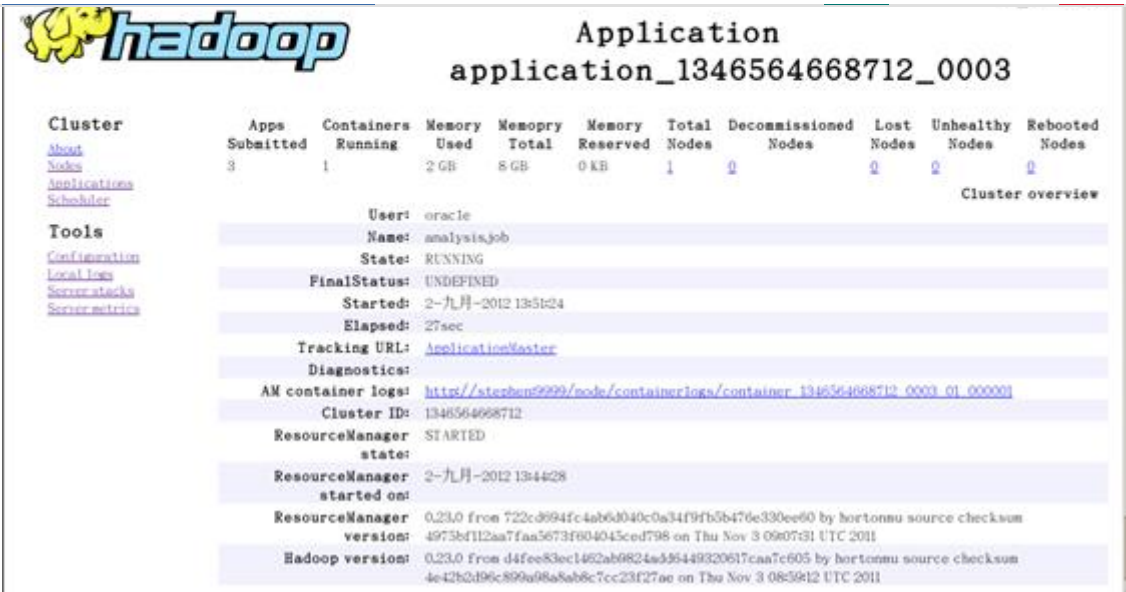 hadoop
Application
application_1346564668712_0003
Cluster
About
Nodes
Applications
Scheduler
Tools
Configuration
Local logs
Server stacks
Server metrics
Apps Submitted Containers Running Memory Used Memopry Total Memory Reserved Total Nodes Decommissioned Nodes Lost Nodes Unhealthy Nodes Rebooted Nodes
3 1 2 GB 8 GB 0 KB 1 0 0 0 0
Cluster overview
User: oracle
Name: analysis.job
State: RUNNING
FinalStatus: UNDEFINED
Started: 2-九月-2012 13:51:24
Elapsed: 27sec
Tracking URL: ApplicationMaster
Diagnostics:
AM container logs: http://stephen:9999/node/containerlogs/container_1346564668712_0003_01_000001
Cluster ID: 1346564668712
ResourceManager state: STARTED
ResourceManager started on: 2-九月-2012 13:44:28
ResourceManager version: 0.23.0 from 722cd694fc4ab6d040c0a34f9fb5b476e330ee60 by hortonmu source checksum
4975bf112aa7faa5673f604045ced798 on Thu Nov 3 09:07:31 UTC 2011
Hadoop version: 0.23.0 from d4fee83ec1462ab9824add6449320617caa7c605 by hortonmu source checksum
4e42b2d96c899a98a8ab8c7cc23f27ae on Thu Nov 3 08:59:12 UTC 2011